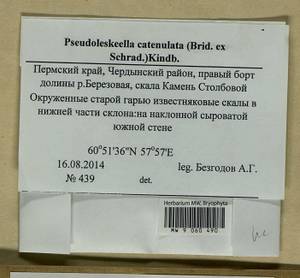 Pseudoleskeella catenulata (Brid. ex
Schrad.)Kindb.
Пермский край, Чердынский район, правый борт
долины р.Березовая, скала Камень Столбовой
Окруженные старой гарью известняковые скалы в
нижней части склона:на наклонной сыроватой
южной стене
60°51'36"N 57°57'E
16.08.2014 leg. Безгодов А.Г.
№ 439 det.
Herbarium MW, Bryophyta
MW 9 060 490